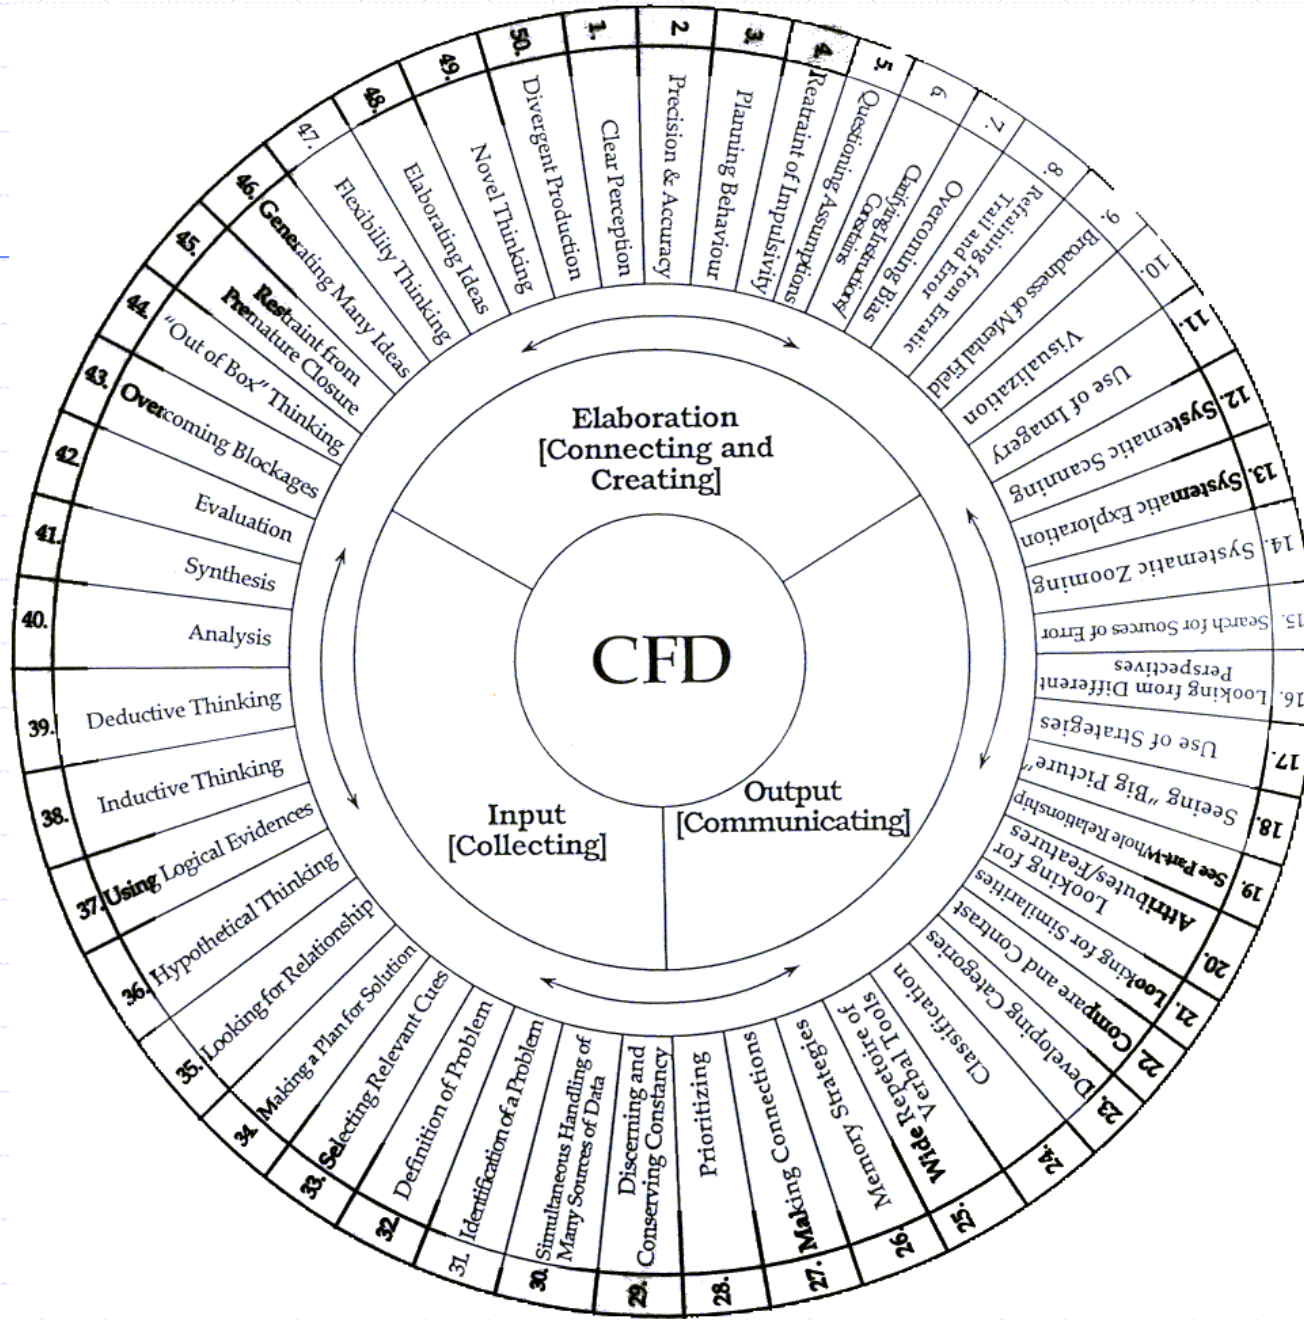 CFD
Elaboration
[Connecting and
Creating]
Output
[Communicating]
Input
[Collecting]
1. Clear Perception
2 Precision & Accuracy
3. Planning Behaviour
4. Reatraint of Impulsivity
5. Questioning Assumptions
6. Clarifying Instructions/
Constains
7. Overcoming Bias
8. Refraining from Erratic
Trail and Error
9. Broadness of Mental Field
10. Visualization
11. Use of Imagery
12. Systematic Scanning
13. Systematic Exploration
14. Systematic Zooming
15. Search for Sources of Error
16. Looking from Different
Perspectives
17. Use of Strategies
18. Seeing "Big Picture"
19. See Part-Whole Relationship
20. Looking for
Attributes/Features
21. Looking for Similarities
22. Compare and Contrast
23. Developing Categories
24. Classification
25. Wide Repetoire of
Verbal Tools
26. Memory Strategies
27. Making Connections
28. Prioritizing
29. Discerning and
Conserving Constancy
30. Simultaneous Handling of
Many Sources of Data
31. Identification of a Problem
32. Definition of Problem
33. Selecting Relevant Cues
34. Making a Plan for Solution
35. Looking for Relationship
36. Hypothetical Thinking
37. Using Logical Evidences
38. Inductive Thinking
39. Deductive Thinking
40. Analysis
41. Synthesis
42. Evaluation
43. Overcoming Blockages
44. "Out of Box" Thinking
45. Restraint from
Premature Closure
46. Generating Many Ideas
47. Flexibility Thinking
48. Elaborating Ideas
49. Novel Thinking
50. Divergent Production